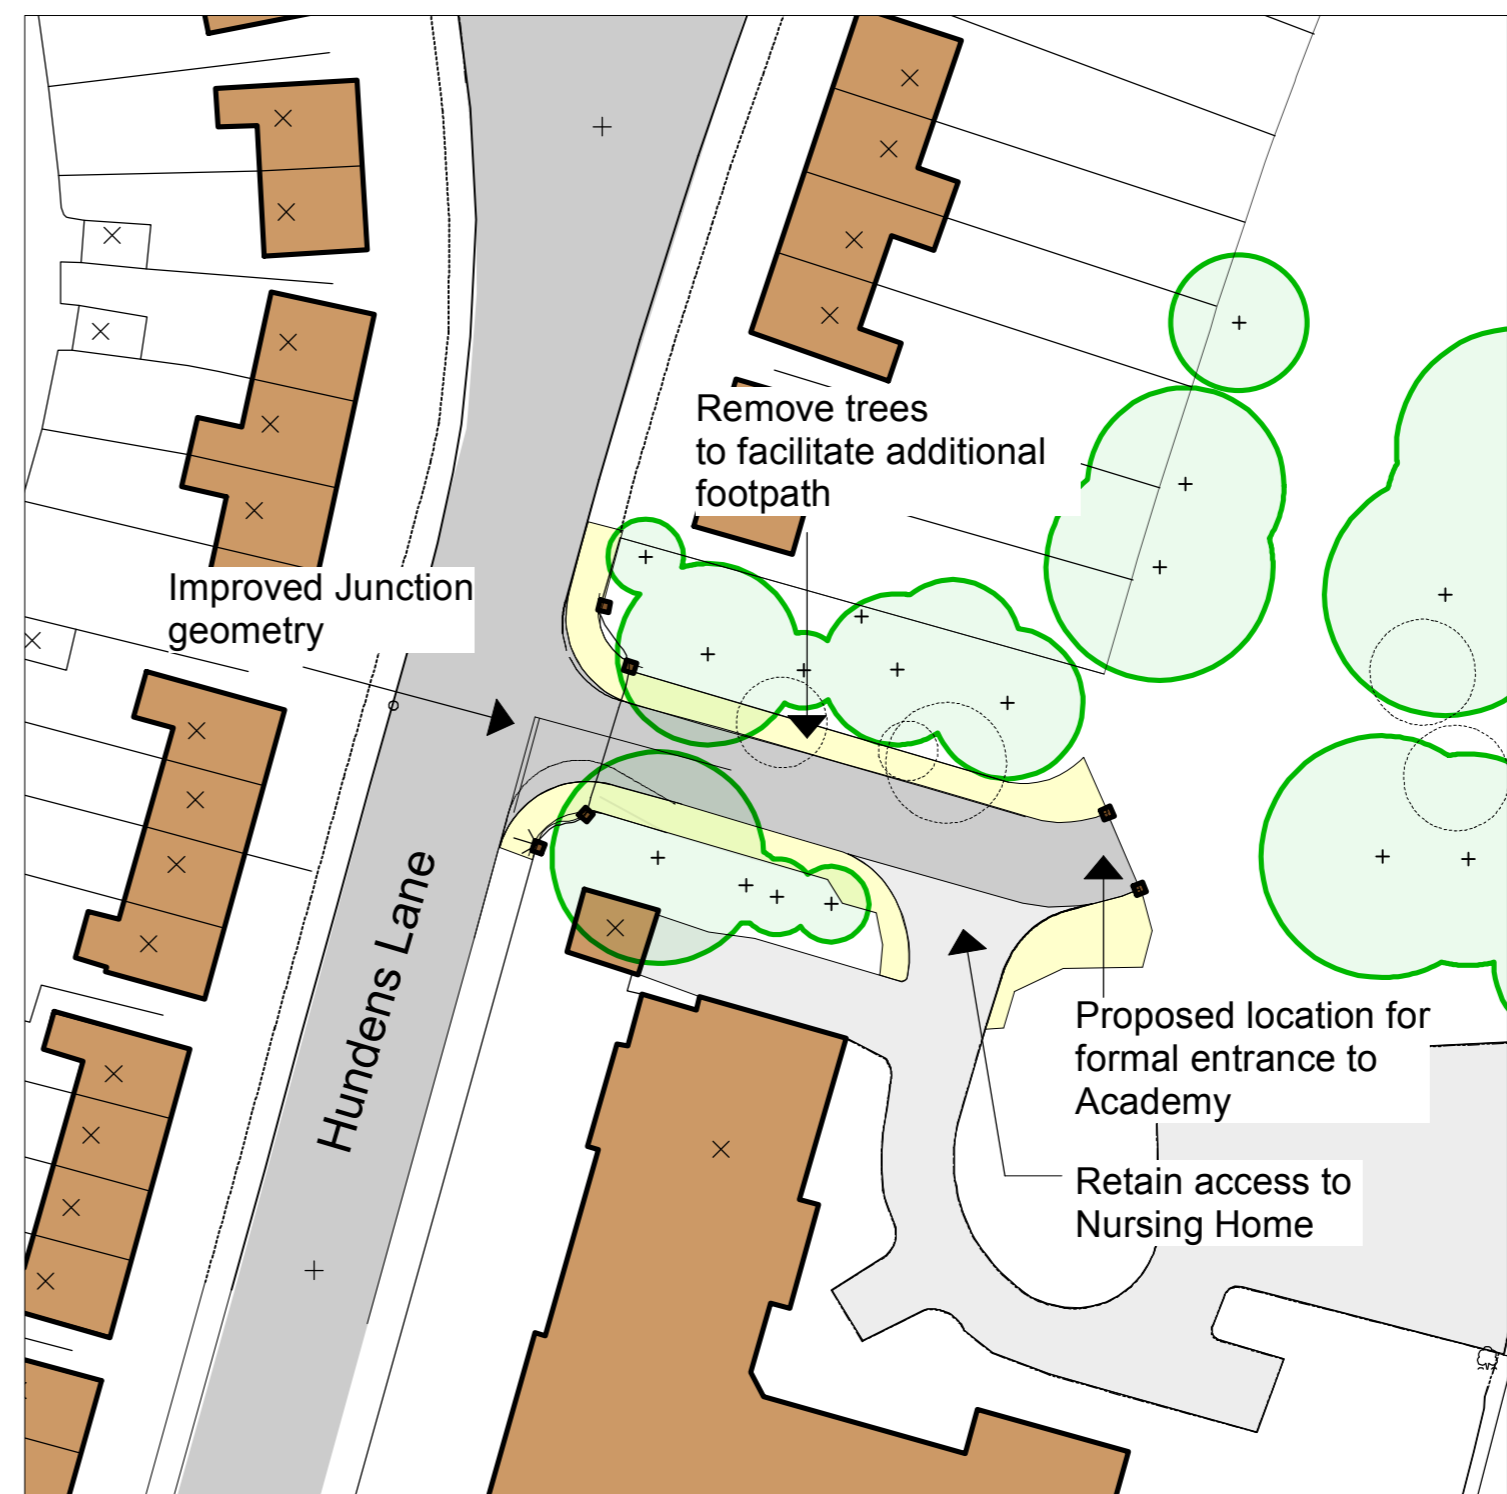 Remove trees
to facilitate additional
footpath
Improved Junction
geometry
Hundens Lane
Proposed location for
formal entrance to
Academy
Retain access to
Nursing Home